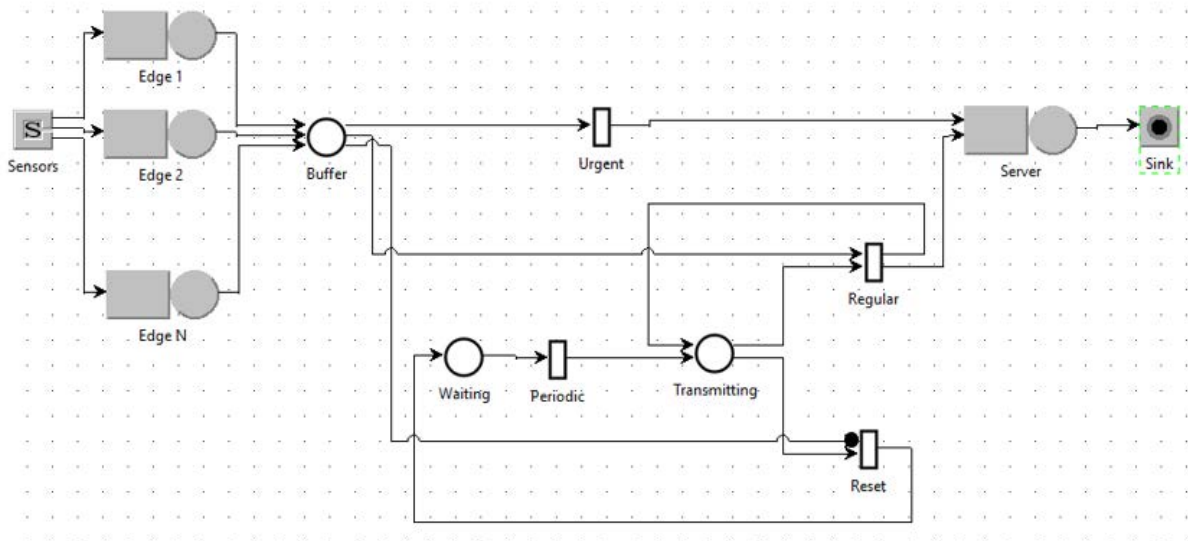 Edge 1
S
Sensors
Edge 2
Buffer
Urgent
Server
Sink
Edge N
Regular
Waiting
Periodic
Transmitting
Reset